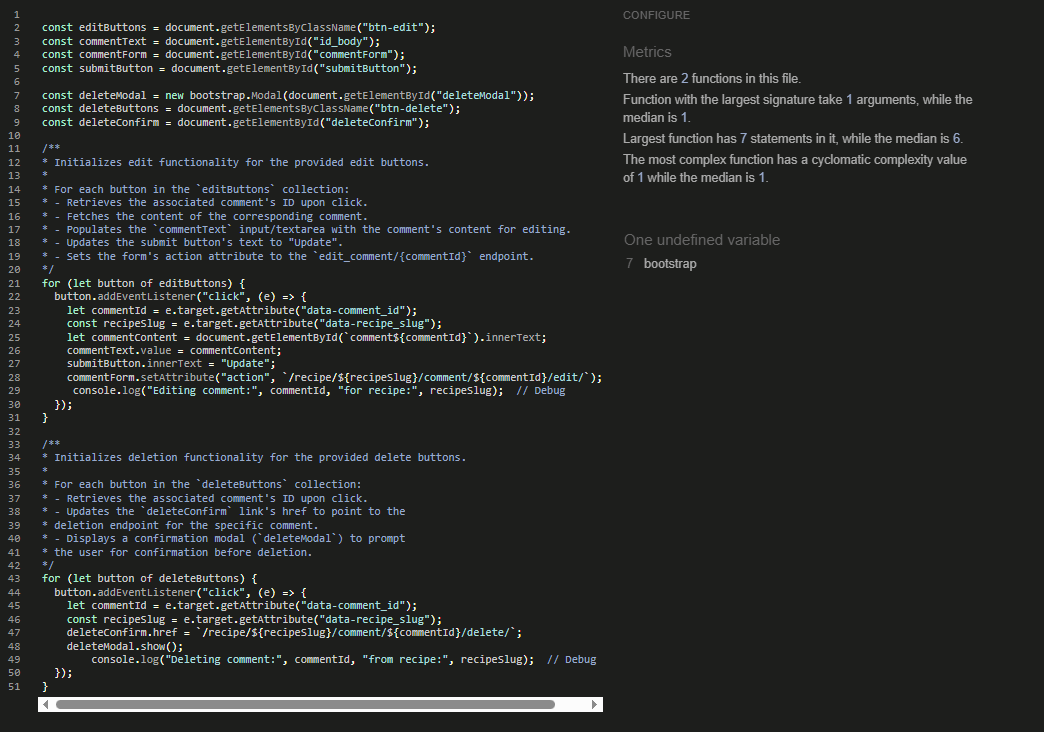 1
2 const editButtons = document.getElementsByClassName("btn-edit");
3 const commentText = document.getElementById("id_body");
4 const commentForm = document.getElementById("commentForm");
5 const submitButton = document.getElementById("submitButton");
6
7 const deleteModal = new bootstrap.Modal(document.getElementById("deleteModal"));
8 const deleteButtons = document.getElementsByClassName("btn-delete");
9 const deleteConfirm = document.getElementById("deleteConfirm");
10
11 /**
12 * Initializes edit functionality for the provided edit buttons.
13 *
14 * For each button in the `editButtons` collection:
15 * - Retrieves the associated comment's ID upon click.
16 * - Fetches the content of the corresponding comment.
17 * - Populates the `commentText` input/textarea with the comment's content for editing.
18 * - Updates the submit button's text to "Update".
19 * - Sets the form's action attribute to the `edit_comment/{commentId}` endpoint.
20 */
21 for (let button of editButtons) {
22 button.addEventListener("click", (e) => {
23 let commentId = e.target.getAttribute("data-comment_id");
24 const recipeSlug = e.target.getAttribute("data-recipe_slug");
25 let commentContent = document.getElementById(`comment${commentId}`).innerText;
26 commentText.value = commentContent;
27 submitButton.innerText = "Update";
28 commentForm.setAttribute("action", `/recipe/${recipeSlug}/comment/${commentId}/edit/`);
29 console.log("Editing comment:", commentId, "for recipe:", recipeSlug); // Debug
30 });
31 }
32
33 /**
34 * Initializes deletion functionality for the provided delete buttons.
35 *
36 * For each button in the `deleteButtons` collection:
37 * - Retrieves the associated comment's ID upon click.
38 * - Updates the `deleteConfirm` link's href to point to the
39 * deletion endpoint for the specific comment.
40 * - Displays a confirmation modal (`deleteModal`) to prompt
41 * the user for confirmation before deletion.
42 */
43 for (let button of deleteButtons) {
44 button.addEventListener("click", (e) => {
45 let commentId = e.target.getAttribute("data-comment_id");
46 const recipeSlug = e.target.getAttribute("data-recipe_slug");
47 deleteConfirm.href = `/recipe/${recipeSlug}/comment/${commentId}/delete/`;
48 deleteModal.show();
49 console.log("Deleting comment:", commentId, "from recipe:", recipeSlug); // Debug
50 });
51 }
CONFIGURE
Metrics
There are 2 functions in this file.
Function with the largest signature take 1 arguments, while the
median is 1.
Largest function has 7 statements in it, while the median is 6.
The most complex function has a cyclomatic complexity value
of 1 while the median is 1.
One undefined variable
7 bootstrap